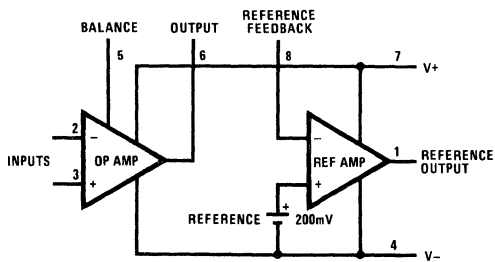 BALANCE
OUTPUT
REFERENCE
FEEDBACK
5
6
8
7
V+
2
-
OP AMP
INPUTS
3
+
-
REF AMP
+
1
REFERENCE
OUTPUT
REFERENCE
+
200mV
4
V-